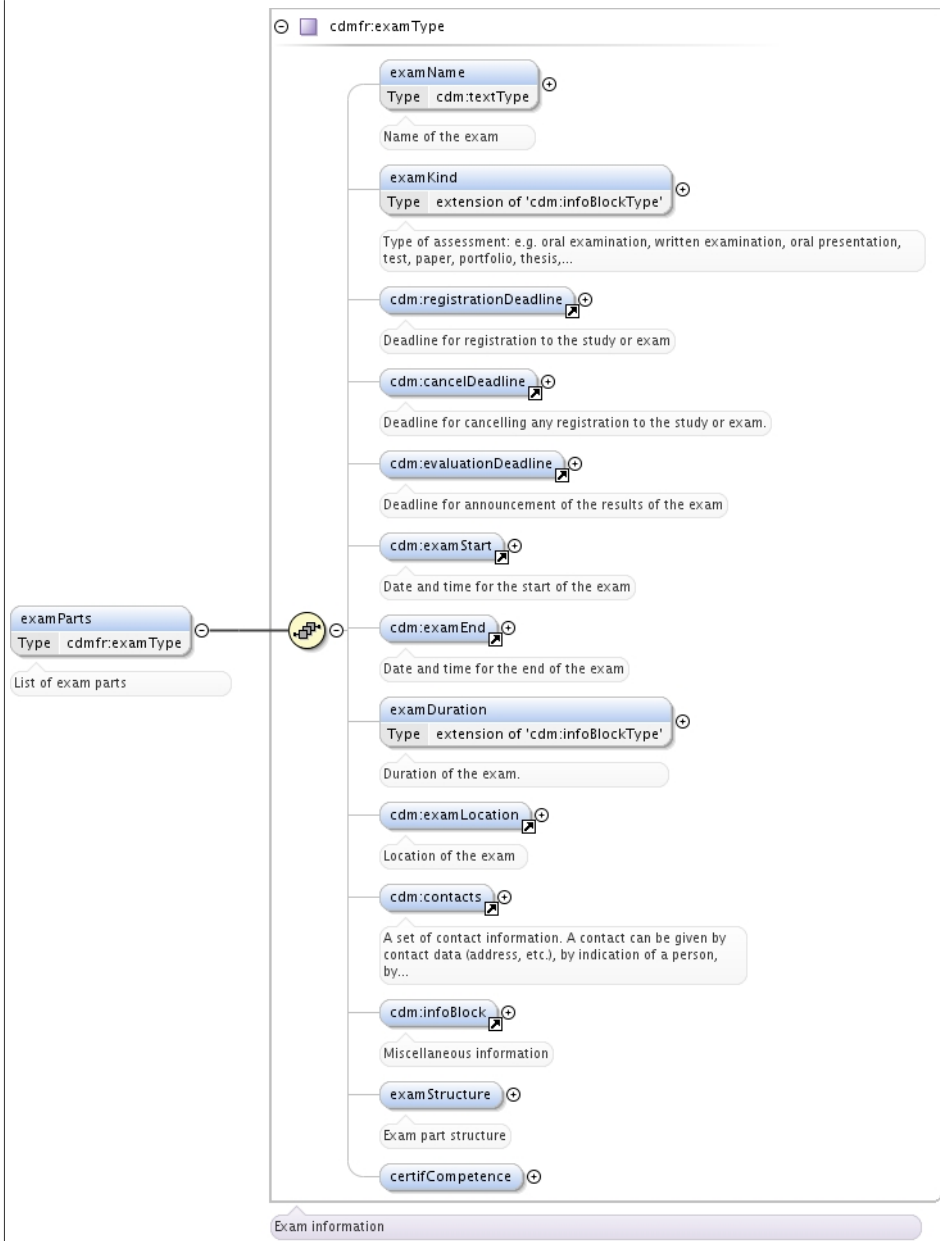 cdmfr:examType
examName
Type cdm:textType
Name of the exam
examKind
Type extension of 'cdm:infoBlockType'
Type of assessment: e.g. oral examination, written examination, oral presentation,
test, paper, portfolio, thesis,...
cdm:registrationDeadline
Deadline for registration to the study or exam
cdm:cancelDeadline
Deadline for cancelling any registration to the study or exam.
cdm:evaluationDeadline
Deadline for announcement of the results of the exam
cdm:examStart
Date and time for the start of the exam
examParts
Type cdmfr:examType
List of exam parts
cdm:examEnd
Date and time for the end of the exam
examDuration
Type extension of 'cdm:infoBlockType'
Duration of the exam.
cdm:examLocation
Location of the exam
cdm:contacts
A set of contact information. A contact can be given by
contact data (address, etc.), by indication of a person,
by...
cdm:infoBlock
Miscellaneous information
examStructure
Exam part structure
certifCompetence
Exam information